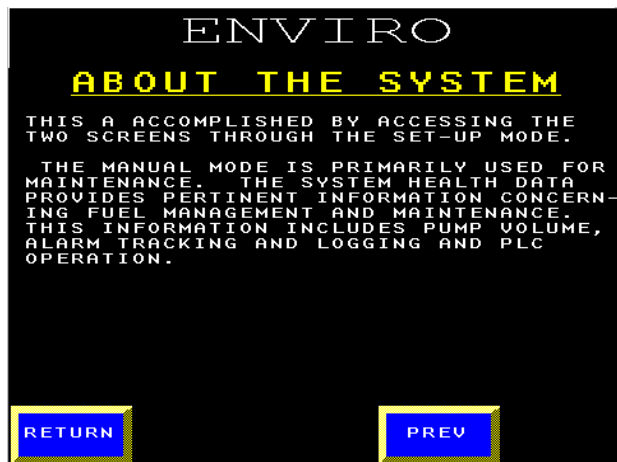 ENVIRO
ABOUT THE SYSTEM
THIS A ACCOMPLISHED BY ACCESSING THE
TWO SCREENS THROUGH THE SET-UP MODE.
THE MANUAL MODE IS PRIMARILY USED FOR
MAINTENANCE. THE SYSTEM HEALTH DATA
PROVIDES PERTINENT INFORMATION CONCERN-
ING FUEL MANAGEMENT AND MAINTENANCE.
THIS INFORMATION INCLUDES PUMP VOLUME,
ALARM TRACKING AND LOGGING AND PLC
OPERATION.
RETURN
PREV